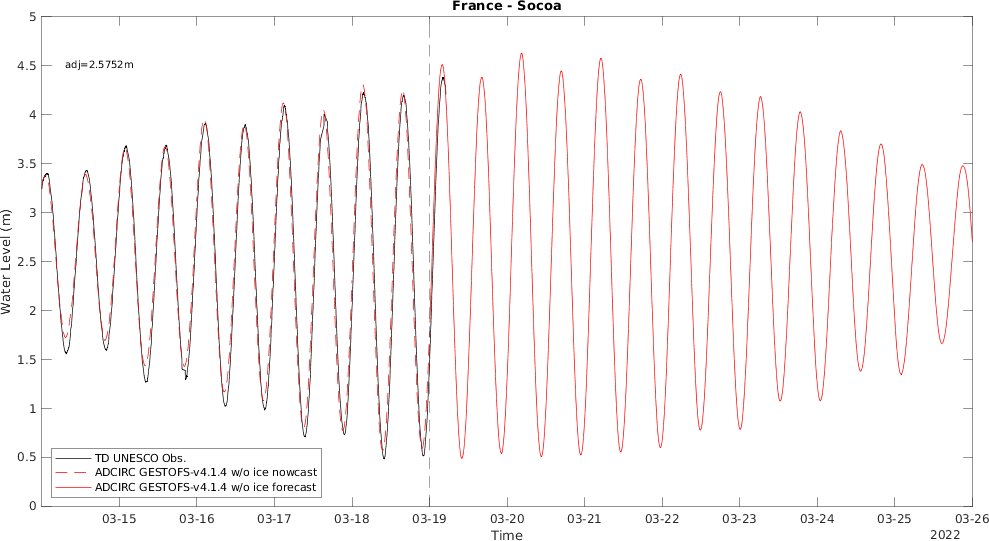 France - Socoa
5
4.5
4
3.5
3
2.5
2
1.5
1
0.5
0
Water Level (m)
adj=2.5752m
TD UNESCO Obs.
ADCIRC GESTOFS-v4.1.4 w/o ice nowcast
ADCIRC GESTOFS-v4.1.4 w/o ice forecast
03-15 03-16 03-17 03-18 03-19 03-20 03-21 03-22 03-23 03-24 03-25 03-26
Time
2022